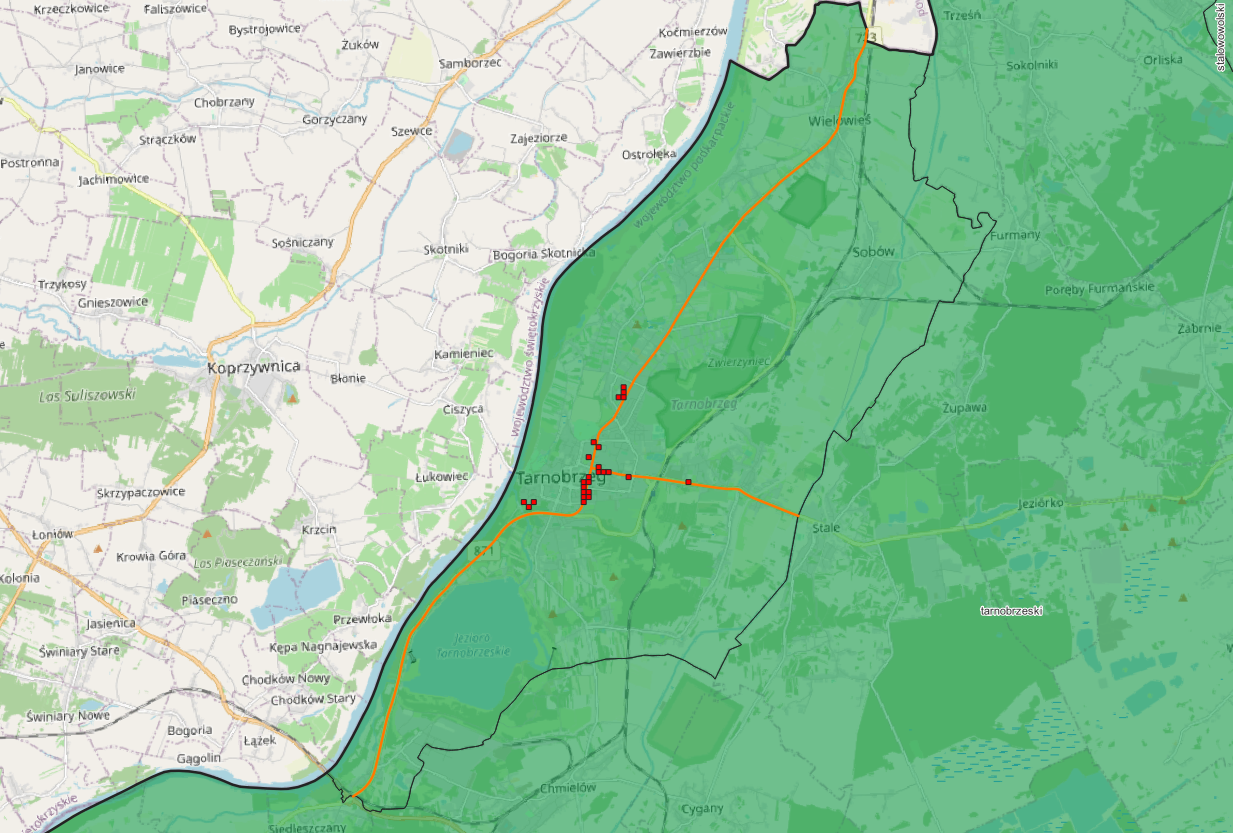 Krzeczkowice
Faliszowice
Bystrojowice
Koćmierzów
Trześń
stalowowolski
Żuków
Zawierzbie
723
Janowice
Samborzec
Sokolniki
Orliska
Chobrzany
Gorzyczany
Wielowieś
Strączków
Szewce
Zajeziorze
Ostrołęka
Postronna
Jachimowice
województwo podkarpackie
Sośniczany
Skotniki
Bogoria Skotnicka
Sobów
Furmany
Trzykosy
Gnieszowice
województwo świętokrzyskie
Poręby Furmańskie
Zabrnie
Kamieniec
Zwierzyniec
Koprzywnica
Błonie
Las Suliszowski
Ciszyca
Tarnobrzeg
Żupawa
Łukowiec
Tarnobrzeg
Skrzypaczowice
Jeziórko
Krzcin
Stale
Łoniów
Krowia Góra
871
Las Piaseczański
Kolonia
Piaseczno
Przewłoka
tarnobrzeski
Jasienica
Jezioro
Tarnobrzeskie
Świniary Stare
Kępa Nagnajewska
Chodków Nowy
Chodków Stary
Świniary Nowe
Bogoria
Łążek
Gągolin
Chmielów
Cygany
Siedleszczany